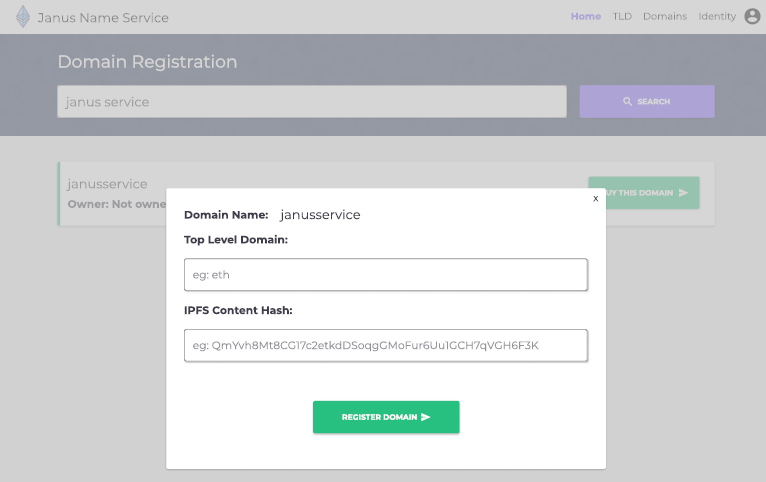 Janus Name Service
Home TLD Domains Identity
Domain Registration
janus service
SEARCH
janusservice
Owner: Not owne
UY THIS DOMAIN
x
Domain Name: janusservice
Top Level Domain:
eg: eth
IPFS Content Hash:
eg: QmYvh8Mt8CG17c2etkdDSoqgGMoFur6Uu1GCH7qVGH6F3K
REGISTER DOMAIN